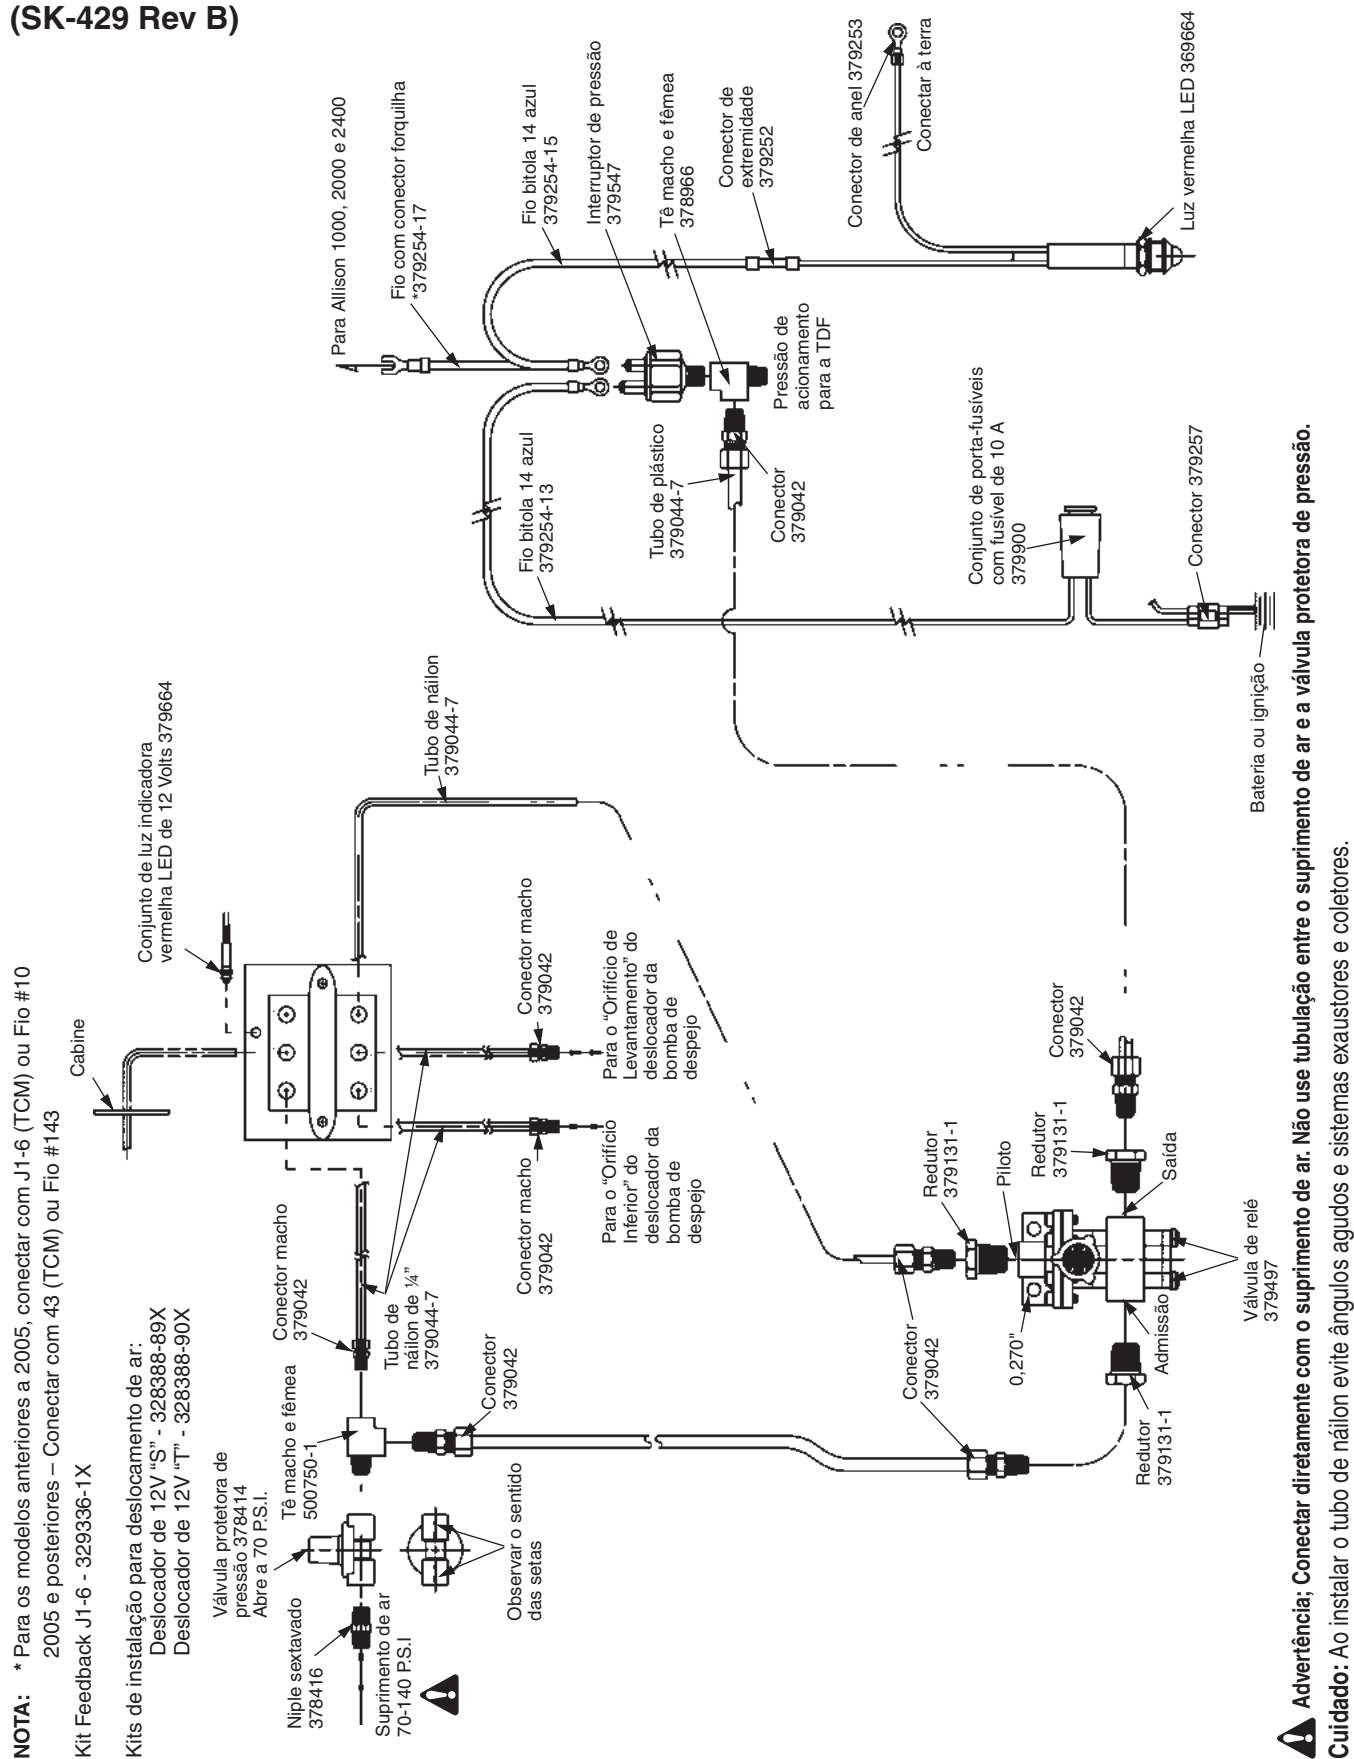 (SK-429 Rev B)
NOTA: * Para os modelos anteriores a 2005, conectar com J1-6 (TCM) ou Fio #10
2005 e posteriores – Conectar com 43 (TCM) ou Fio #143
Kit Feedback J1-6 - 329336-1X
Kits de instalação para deslocamento de ar:
Deslocador de 12V “S” - 328388-89X
Deslocador de 12V “T” - 328388-90X
Cabine
Conjunto de luz indicadora
vermelha LED de 12 Volts 379664
Tubo de náilon
379044-7
Para Allison 1000, 2000 e 2400
Fio com conector forquilha
*379254-17
Fio bitola 14 azul
379254-15
Interruptor de pressão
379547
Tê macho e fêmea
378966
Conector de
extremidade
379252
Conector de anel 379253
Conectar à terra
Luz vermelha LED 369664
Pressão de
acionamento
para a TDF
Fio bitola 14 azul
379254-13
Tubo de plástico
379044-7
Conector
379042
Conjunto de porta-fusíveis
com fusível de 10 A
379900
Conector 379257
Bateria ou ignição
Válvula protetora de
pressão 378414
Abre a 70 P.S.I.
Tê macho e fêmea
500750-1
Conector macho
379042
Tubo de
náilon de ¼”
379044-7
Conector macho
379042
Para o “Orifício de
Levantamento” do
deslocador da
bomba de
despejo
Conector macho
379042
Para o “Orifício
Inferior” do
deslocador da
bomba de
despejo
Niple sextavado
378416
Suprimento de ar
70-140 P.S.I
Conector
379042
Observar o sentido
das setas
Conector
379042
Redutor
379131-1
Piloto
0,270"
Redutor
379131-1
Conector
379042
Saída
Admissão
Redutor
379131-1
Válvula de relé
379497
Advertência; Conectar diretamente com o suprimento de ar. Não use tubulação entre o suprimento de ar e a válvula protetora de pressão.
Cuidado: Ao instalar o tubo de náilon evite ângulos agudos e sistemas exaustores e coletores.